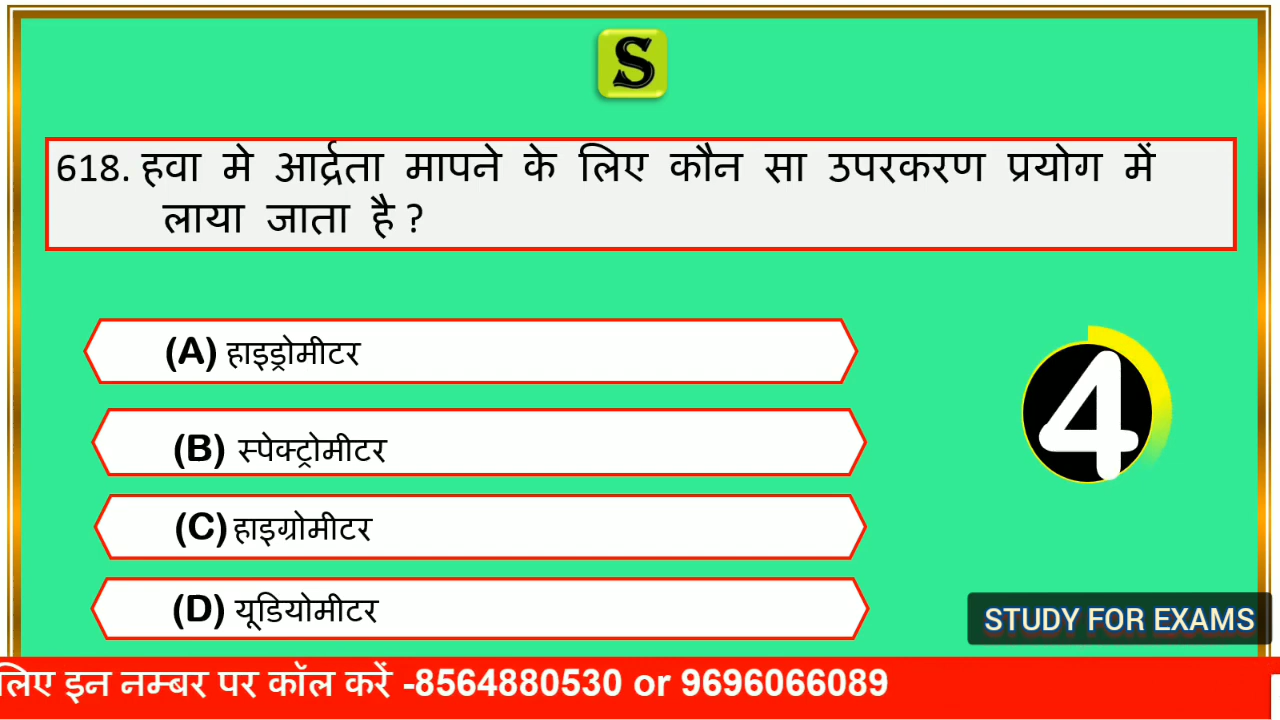 S
618. हवा मे आर्द्रता मापने के लिए कौन सा उपरकरण प्रयोग में
लाया जाता है ?
(A) हाइड्रोमीटर
(B) स्पेक्ट्रोमीटर
(C) हाइग्रोमीटर
(D) यूडियोमीटर
4
STUDY FOR EXAMS
लिए इन नम्बर पर कॉल करें -8564880530 or 9696066089